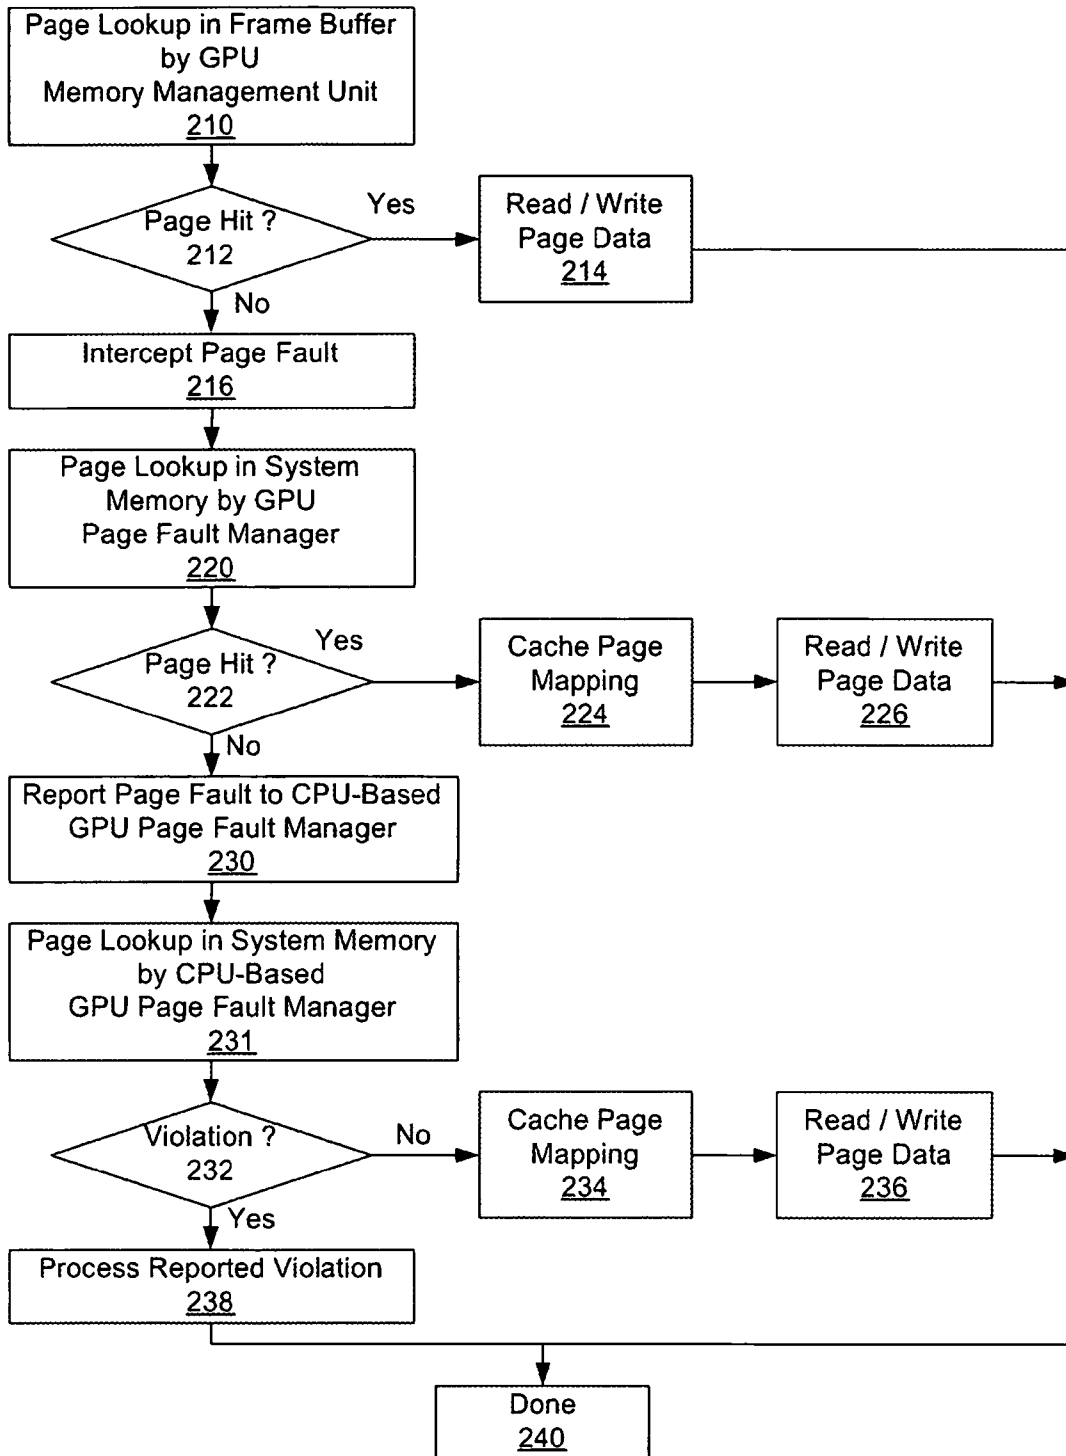 Page Lookup in Frame Buffer
by GPU
Memory Management Unit
210
Page Hit ?
212
Yes
Read / Write
Page Data
214
No
Intercept Page Fault
216
Page Lookup in System
Memory by GPU
Page Fault Manager
220
Page Hit ?
222
Yes
Cache Page
Mapping
224
Read / Write
Page Data
226
No
Report Page Fault to CPU-Based
GPU Page Fault Manager
230
Page Lookup in System Memory
by CPU-Based
GPU Page Fault Manager
231
Violation ?
232
No
Cache Page
Mapping
234
Read / Write
Page Data
236
Yes
Process Reported Violation
238
Done
240